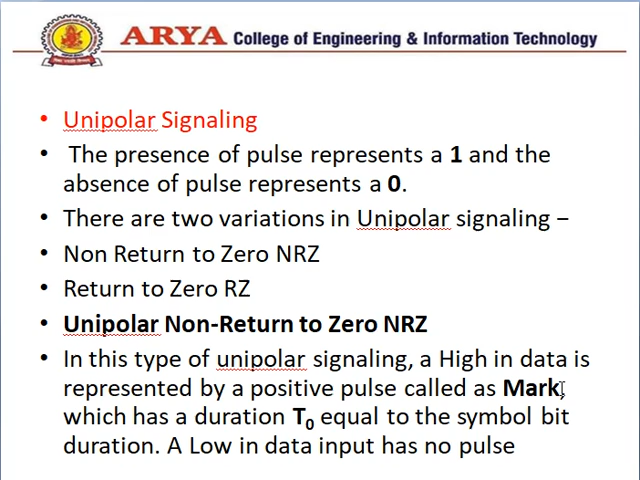 ARYA College of Engineering & Information Technology
• Unipolar Signaling
• The presence of pulse represents a 1 and the
absence of pulse represents a 0.
• There are two variations in Unipolar signaling −
• Non Return to Zero NRZ
• Return to Zero RZ
• Unipolar Non-Return to Zero NRZ
• In this type of unipolar signaling, a High in data is
represented by a positive pulse called as Mark,
which has a duration T₀ equal to the symbol bit
duration. A Low in data input has no pulse